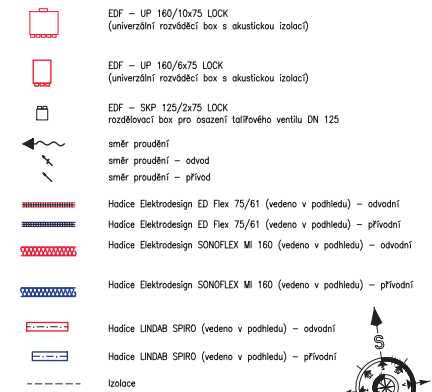 EDF – UP 160/10x75 LOCK
(univerzální rozváděcí box s akustickou izolací)
EDF – UP 160/6x75 LOCK
(univerzální rozváděcí box s akustickou izolací)
EDF – SKP 125/2x75 LOCK
rozdělovací box pro osazení talířového ventilu DN 125
směr proudění
směr proudění – odvod
směr proudění – přívod
Hadice Elektrodesign ED Flex 75/61 (vedeno v podhledu) – odvodní
Hadice Elektrodesign ED Flex 75/61 (vedeno v podhledu) – přívodní
Hadice Elektrodesign SONOFLEX MI 160 (vedeno v podhledu) – odvodní
Hadice Elektrodesign SONOFLEX MI 160 (vedeno v podhledu) – přívodní
Hadice LINDAB SPIRO (vedeno v podhledu) – odvodní
Hadice LINDAB SPIRO (vedeno v podhledu) – přívodní
Izolace
S